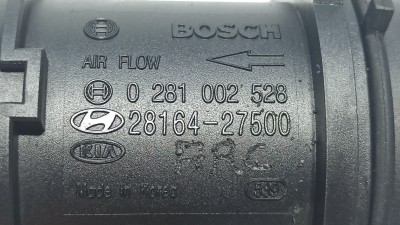 BOSCH
AIR FLOW
0 281 002 528
28164-27500
KIA
Made in Korea